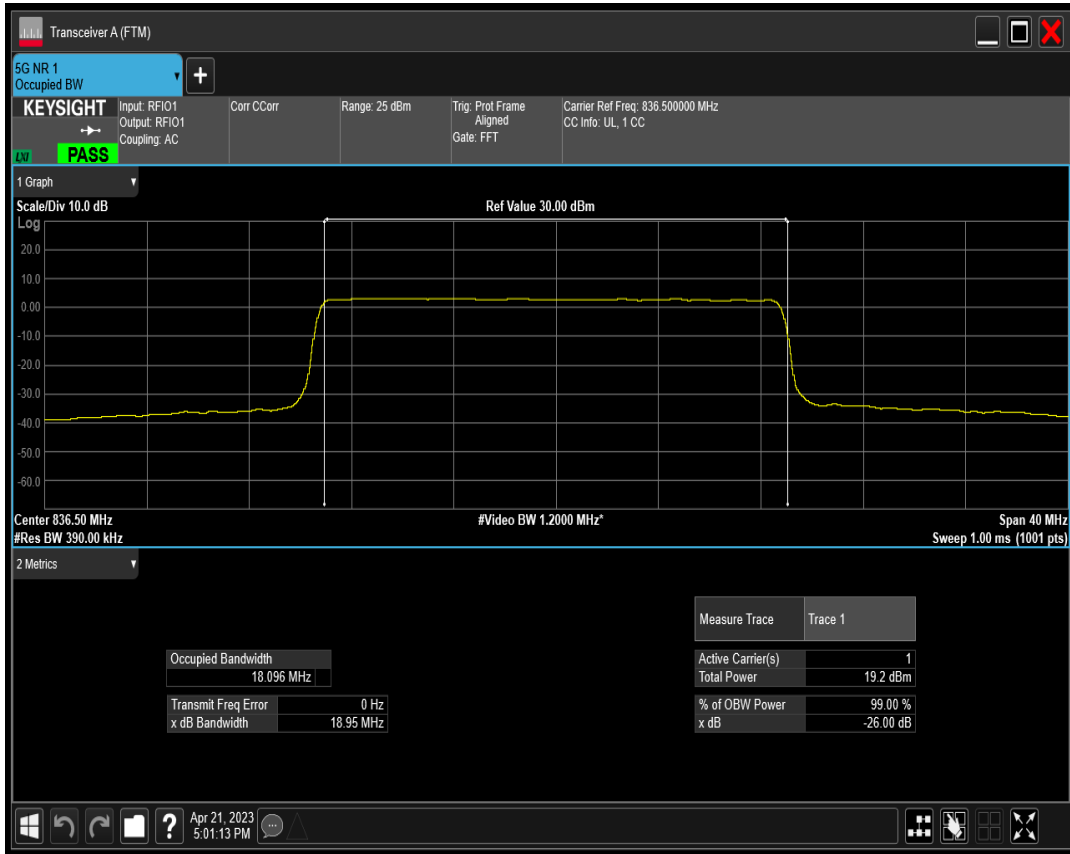 Transceiver A (FTM)
5G NR 1
Occupied BW
+
KEYSIGHT
LXI
PASS
Input: RFIO1
Output: RFIO1
Coupling: AC
Corr CCorr
Range: 25 dBm
Trig: Prot Frame
Aligned
Gate: FFT
Carrier Ref Freq: 836.500000 MHz
CC Info: UL, 1 CC
1 Graph
Scale/Div 10.0 dB
Ref Value 30.00 dBm
Log
20.0
10.0
0.00
-10.0
-20.0
-30.0
-40.0
-50.0
-60.0
Center 836.50 MHz
#Video BW 1.2000 MHz*
Span 40 MHz
#Res BW 390.00 kHz
Sweep 1.00 ms (1001 pts)
2 Metrics
Measure Trace Trace 1
Occupied Bandwidth
18.096 MHz
Active Carrier(s) 1
Total Power 19.2 dBm
Transmit Freq Error 0 Hz
x dB Bandwidth 18.95 MHz
% of OBW Power 99.00 %
x dB -26.00 dB
?
Apr 21, 2023
5:01:13 PM